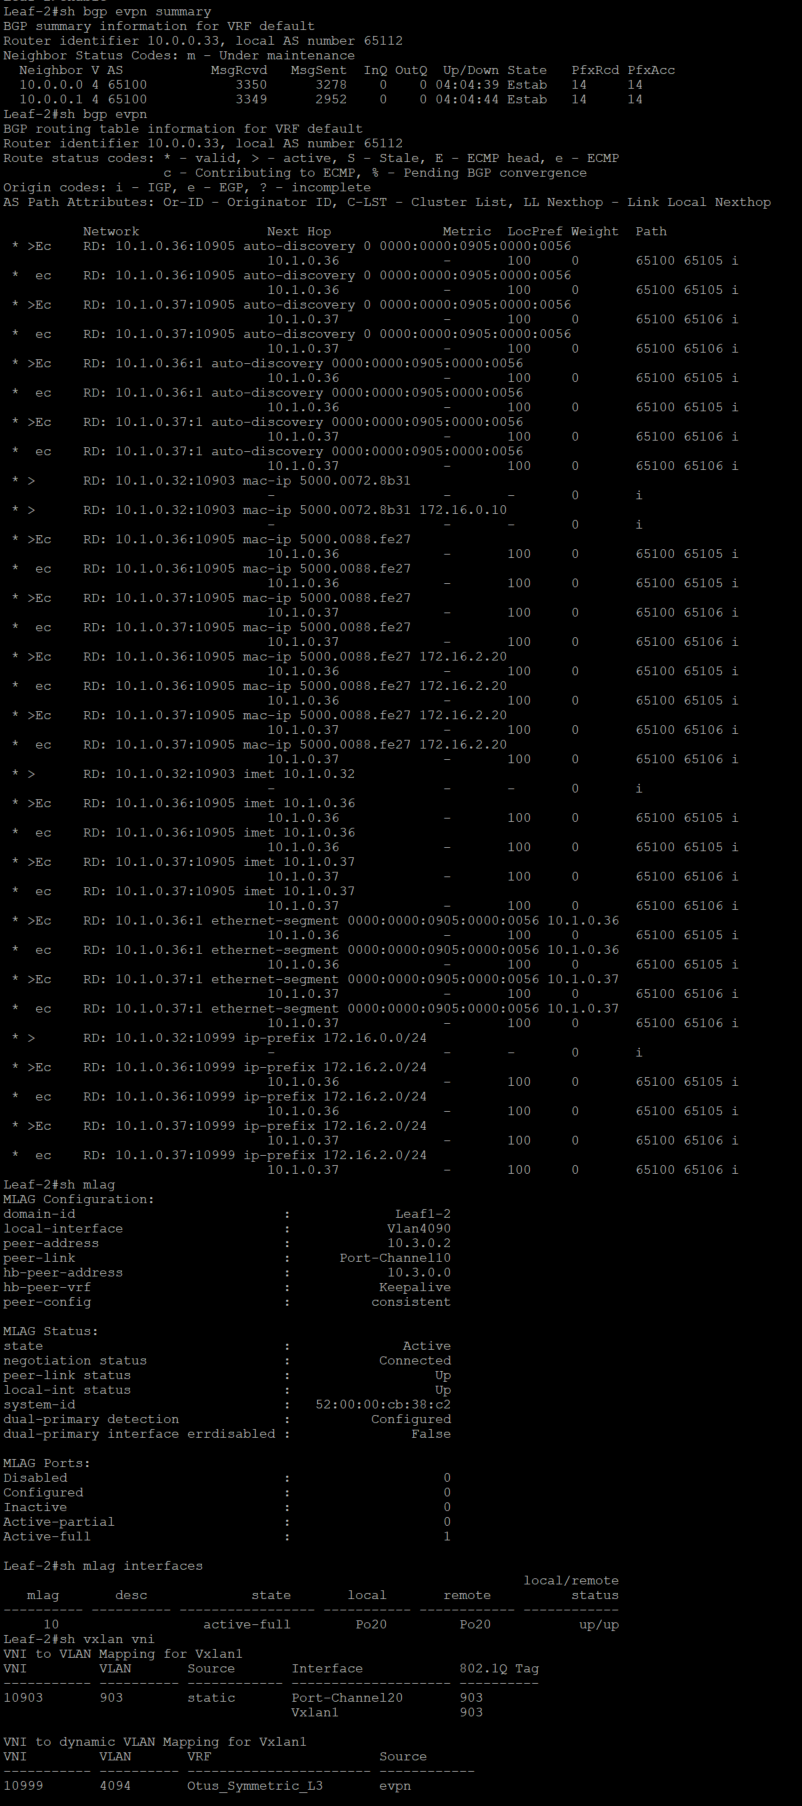 Leaf-2#sh bgp evpn summary
BGP summary information for VRF default
Router identifier 10.0.0.33, local AS number 65112
Neighbor Status Codes: m - Under maintenance
  Neighbor V AS           MsgRcvd   MsgSent  InQ OutQ  Up/Down State   PfxRcd PfxAcc
  10.0.0.0 4 65100           3350      3278    0    0 04:04:39 Estab   14     14
  10.0.0.1 4 65100           3349      2952    0    0 04:04:44 Estab   14     14
Leaf-2#sh bgp evpn
BGP routing table information for VRF default
Router identifier 10.0.0.33, local AS number 65112
Route status codes: * - valid, > - active, S - Stale, E - ECMP head, e - ECMP
                    c - Contributing to ECMP, % - Pending BGP convergence
Origin codes: i - IGP, e - EGP, ? - incomplete
AS Path Attributes: Or-ID - Originator ID, C-LST - Cluster List, LL Nexthop - Link Local Nexthop
          Network                Next Hop              Metric  LocPref Weight  Path
 * >Ec    RD: 10.1.0.36:10905 auto-discovery 0 0000:0000:0905:0000:0056
                                 10.1.0.36             -       100     0       65100 65105 i
 *  ec    RD: 10.1.0.36:10905 auto-discovery 0 0000:0000:0905:0000:0056
                                 10.1.0.36             -       100     0       65100 65105 i
 * >Ec    RD: 10.1.0.37:10905 auto-discovery 0 0000:0000:0905:0000:0056
                                 10.1.0.37             -       100     0       65100 65106 i
 *  ec    RD: 10.1.0.37:10905 auto-discovery 0 0000:0000:0905:0000:0056
                                 10.1.0.37             -       100     0       65100 65106 i
 * >Ec    RD: 10.1.0.36:1 auto-discovery 0000:0000:0905:0000:0056
                                 10.1.0.36             -       100     0       65100 65105 i
 *  ec    RD: 10.1.0.36:1 auto-discovery 0000:0000:0905:0000:0056
                                 10.1.0.36             -       100     0       65100 65105 i
 * >Ec    RD: 10.1.0.37:1 auto-discovery 0000:0000:0905:0000:0056
                                 10.1.0.37             -       100     0       65100 65106 i
 *  ec    RD: 10.1.0.37:1 auto-discovery 0000:0000:0905:0000:0056
                                 10.1.0.37             -       100     0       65100 65106 i
 * >      RD: 10.1.0.32:10903 mac-ip 5000.0072.8b31
                                 -                     -       -       0       i
 * >      RD: 10.1.0.32:10903 mac-ip 5000.0072.8b31 172.16.0.10
                                 -                     -       -       0       i
 * >Ec    RD: 10.1.0.36:10905 mac-ip 5000.0088.fe27
                                 10.1.0.36             -       100     0       65100 65105 i
 *  ec    RD: 10.1.0.36:10905 mac-ip 5000.0088.fe27
                                 10.1.0.36             -       100     0       65100 65105 i
 * >Ec    RD: 10.1.0.37:10905 mac-ip 5000.0088.fe27
                                 10.1.0.37             -       100     0       65100 65106 i
 *  ec    RD: 10.1.0.37:10905 mac-ip 5000.0088.fe27
                                 10.1.0.37             -       100     0       65100 65106 i
 * >Ec    RD: 10.1.0.36:10905 mac-ip 5000.0088.fe27 172.16.2.20
                                 10.1.0.36             -       100     0       65100 65105 i
 *  ec    RD: 10.1.0.36:10905 mac-ip 5000.0088.fe27 172.16.2.20
                                 10.1.0.36             -       100     0       65100 65105 i
 * >Ec    RD: 10.1.0.37:10905 mac-ip 5000.0088.fe27 172.16.2.20
                                 10.1.0.37             -       100     0       65100 65106 i
 *  ec    RD: 10.1.0.37:10905 mac-ip 5000.0088.fe27 172.16.2.20
                                 10.1.0.37             -       100     0       65100 65106 i
 * >      RD: 10.1.0.32:10903 imet 10.1.0.32
                                 -                     -       -       0       i
 * >Ec    RD: 10.1.0.36:10905 imet 10.1.0.36
                                 10.1.0.36             -       100     0       65100 65105 i
 *  ec    RD: 10.1.0.36:10905 imet 10.1.0.36
                                 10.1.0.36             -       100     0       65100 65105 i
 * >Ec    RD: 10.1.0.37:10905 imet 10.1.0.37
                                 10.1.0.37             -       100     0       65100 65106 i
 *  ec    RD: 10.1.0.37:10905 imet 10.1.0.37
                                 10.1.0.37             -       100     0       65100 65106 i
 * >Ec    RD: 10.1.0.36:1 ethernet-segment 0000:0000:0905:0000:0056 10.1.0.36
                                 10.1.0.36             -       100     0       65100 65105 i
 *  ec    RD: 10.1.0.36:1 ethernet-segment 0000:0000:0905:0000:0056 10.1.0.36
                                 10.1.0.36             -       100     0       65100 65105 i
 * >Ec    RD: 10.1.0.37:1 ethernet-segment 0000:0000:0905:0000:0056 10.1.0.37
                                 10.1.0.37             -       100     0       65100 65106 i
 *  ec    RD: 10.1.0.37:1 ethernet-segment 0000:0000:0905:0000:0056 10.1.0.37
                                 10.1.0.37             -       100     0       65100 65106 i
 * >      RD: 10.1.0.32:10999 ip-prefix 172.16.0.0/24
                                 -                     -       -       0       i
 * >Ec    RD: 10.1.0.36:10999 ip-prefix 172.16.2.0/24
                                 10.1.0.36             -       100     0       65100 65105 i
 *  ec    RD: 10.1.0.36:10999 ip-prefix 172.16.2.0/24
                                 10.1.0.36             -       100     0       65100 65105 i
 * >Ec    RD: 10.1.0.37:10999 ip-prefix 172.16.2.0/24
                                 10.1.0.37             -       100     0       65100 65106 i
 *  ec    RD: 10.1.0.37:10999 ip-prefix 172.16.2.0/24
                                 10.1.0.37             -       100     0       65100 65106 i
Leaf-2#sh mlag
MLAG Configuration:
domain-id                          :             Leaf1-2
local-interface                    :            Vlan4090
peer-address                       :            10.3.0.2
peer-link                          :      Port-Channel10
hb-peer-address                    :            10.3.0.0
hb-peer-vrf                        :           Keepalive
peer-config                        :          consistent
MLAG Status:
state                              :              Active
negotiation status                 :           Connected
peer-link status                   :                  Up
local-int status                   :                  Up
system-id                          :   52:00:00:cb:38:c2
dual-primary detection             :          Configured
dual-primary interface errdisabled :               False
MLAG Ports:
Disabled                           :                   0
Configured                         :                   0
Inactive                           :                   0
Active-partial                     :                   0
Active-full                        :                   1
Leaf-2#sh mlag interfaces
                                                                 local/remote
   mlag       desc             state       local       remote          status
---------- ---------- ----------------- ----------- ------------ ------------
     10                  active-full       Po20       Po20             up/up
Leaf-2#sh vxlan vni
VNI to VLAN Mapping for Vxlan1
VNI         VLAN       Source       Interface            802.1Q Tag
----------- ---------- ------------ -------------------- ----------
10903       903        static       Port-Channel20       903
                                    Vxlan1               903
VNI to dynamic VLAN Mapping for Vxlan1
VNI         VLAN       VRF                     Source
----------- ---------- ----------------------- ------------
10999       4094       Otus_Symmetric_L3       evpn